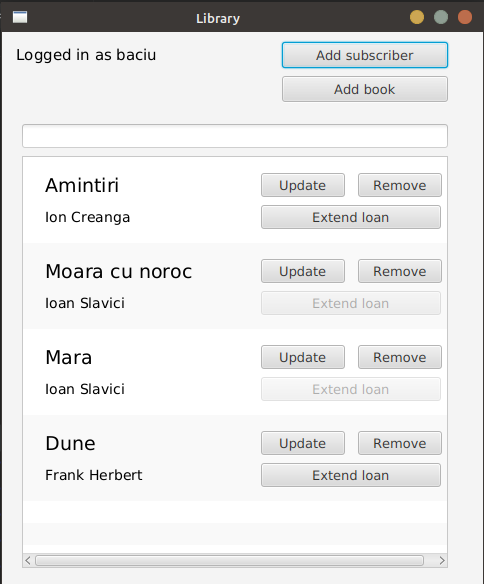 Library
Logged in as baciu
Add subscriber
Add book
Amintiri
Update
Remove
Ion Creanga
Extend loan
Moara cu noroc
Update
Remove
Ioan Slavici
Extend loan
Mara
Update
Remove
Ioan Slavici
Extend loan
Dune
Update
Remove
Frank Herbert
Extend loan